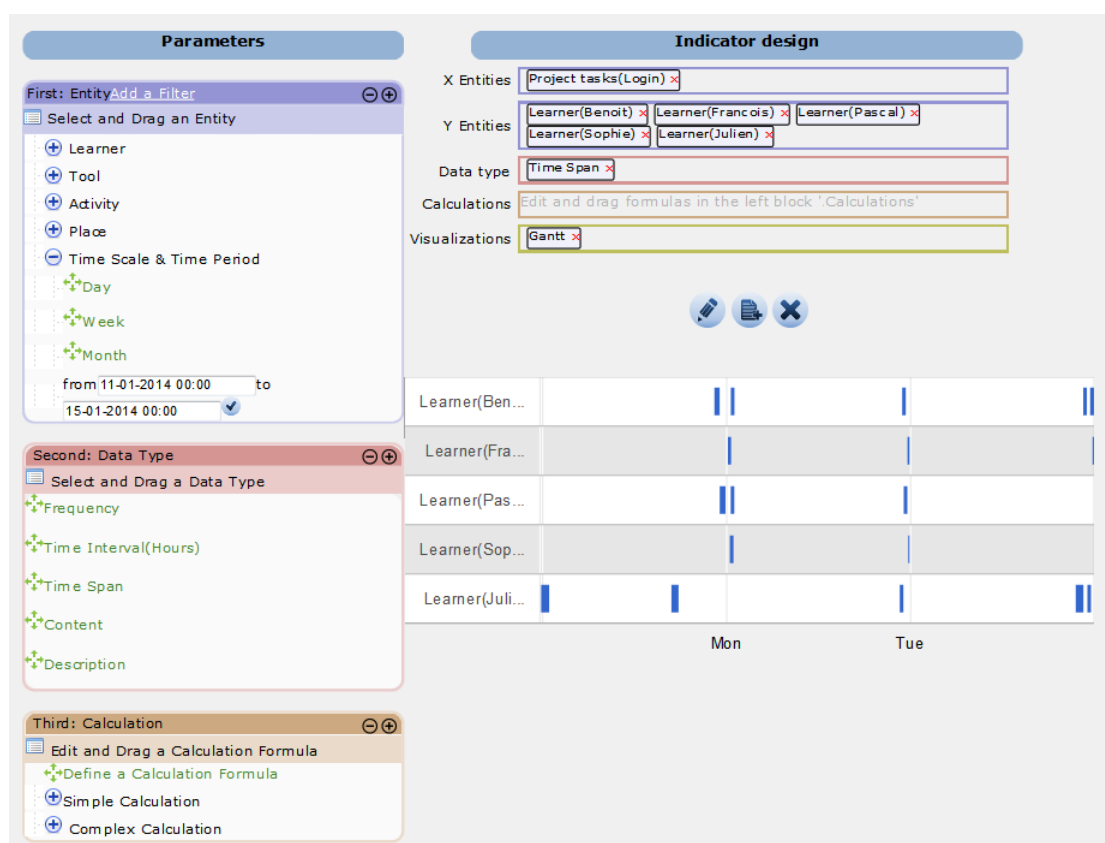 Parameters
First: EntityAdd a Filter
Select and Drag an Entity
Learner
Tool
Activity
Place
Time Scale & Time Period
Day
Week
Month
from 11-01-2014 00:00 to
15-01-2014 00:00
Second: Data Type
Select and Drag a Data Type
Frequency
Time Interval(Hours)
Time Span
Content
Description
Third: Calculation
Edit and Drag a Calculation Formula
Define a Calculation Formula
Simple Calculation
Complex Calculation
Indicator design
X Entities Project tasks(Login) x
Y Entities
Learner(Benoit) x Learner(Francois) x Learner(Pascal) x
Learner(Sophie) x Learner(Julien) x
Data type Time Span x
Calculations Edit and drag formulas in the left block '.Calculations'
Visualizations Gantt x
Learner(Ben...
Learner(Fra...
Learner(Pas...
Learner(Sop...
Learner(Juli...
Mon Tue